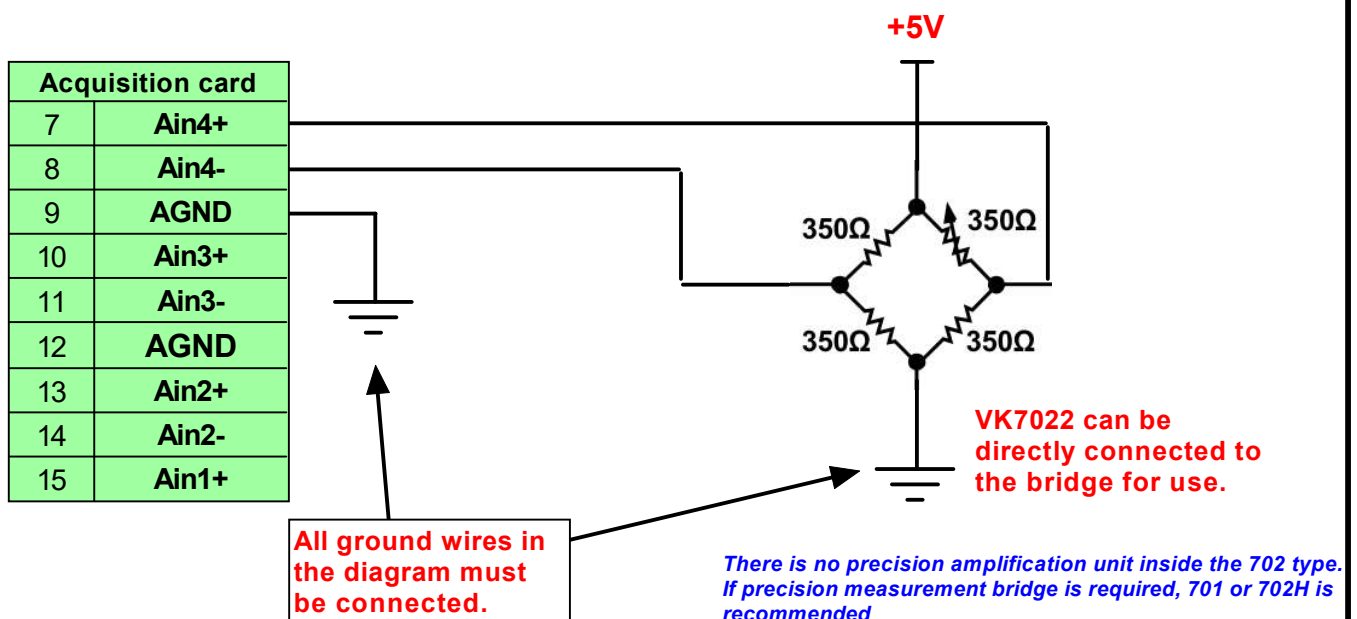 +5V
Acquisition card
7 Ain4+
8 Ain4-
9 AGND
10 Ain3+
11 Ain3-
12 AGND
13 Ain2+
14 Ain2-
15 Ain1+
350Ω 350Ω
350Ω 350Ω
VK7022 can be
directly connected to
the bridge for use.
All ground wires in
the diagram must
be connected.
There is no precision amplification unit inside the 702 type.
If precision measurement bridge is required, 701 or 702H is
recommended